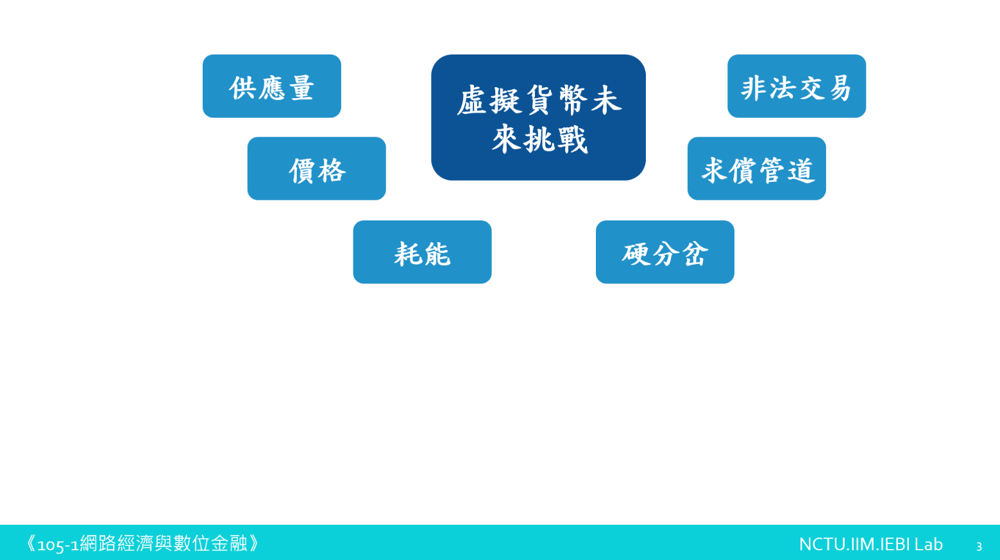 供應量
虛擬貨幣未
來挑戰
非法交易
價格
求償管道
耗能
硬分岔
《105-1網路經濟與數位金融》
NCTU.IIM.IEBI Lab
3